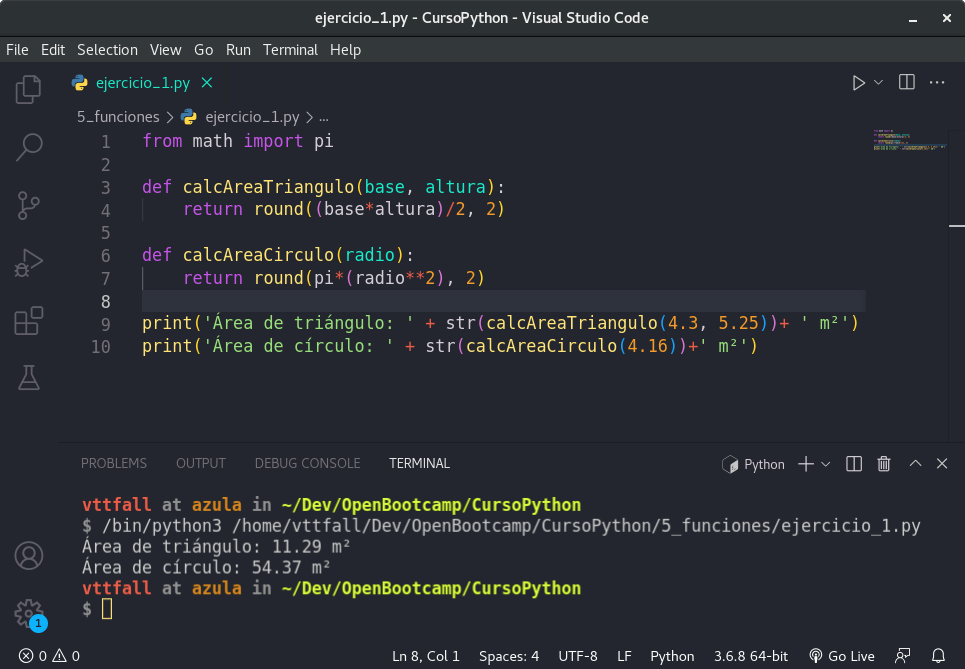 ejercicio_1.py - CursoPython - Visual Studio Code
File Edit Selection View Go Run Terminal Help
ejercicio_1.py
5_funciones > ejercicio_1.py > ...
1 from math import pi
2
3 def calcAreaTriangulo(base, altura):
4     return round((base*altura)/2, 2)
5
6 def calcAreaCirculo(radio):
7     return round(pi*(radio**2), 2)
8
9 print('Área de triángulo: ' + str(calcAreaTriangulo(4.3, 5.25))+ ' m²')
10 print('Área de círculo: ' + str(calcAreaCirculo(4.16))+' m²')
PROBLEMS OUTPUT DEBUG CONSOLE TERMINAL Python
vttfall at azula in ~/Dev/OpenBootcamp/CursoPython
$ /bin/python3 /home/vttfall/Dev/OpenBootcamp/CursoPython/5_funciones/ejercicio_1.py
Área de triángulo: 11.29 m²
Área de círculo: 54.37 m²
vttfall at azula in ~/Dev/OpenBootcamp/CursoPython
$
1
0 0 Ln 8, Col 1 Spaces: 4 UTF-8 LF Python 3.6.8 64-bit Go Live